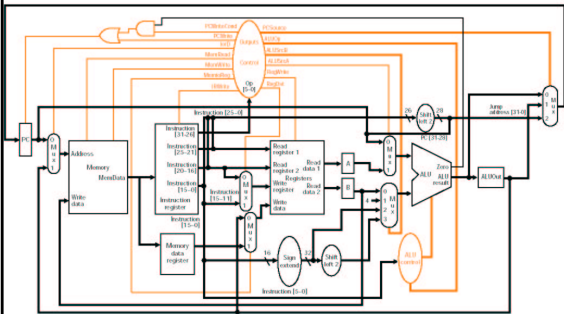 PCWriteCond
PCSource
PCWrite
ALUOp
IorD
Outputs
ALUSrcB
MemRead
ALUSrcA
MemWrite
Control
RegWrite
MemtoReg
RegDst
IRWrite
Op
[5-0]
Instruction [25-0]
26
Shift
left 2
28
Jump
address [31-0]
0
1
2
M
u
x
PC [31-28]
PC
0
M
u
x
1
Address
Memory
MemData
Write
data
Instruction
[31-26]
Instruction
[25-21]
Instruction
[20-16]
Instruction
[15-0]
Instruction
register
Instruction
[15-0]
Memory
data
register
Instruction
[15-11]
0
M
u
x
1
0
M
u
x
1
Read
register 1
Read
register 2
Registers
Write
register
Write
data
Read
data 1
Read
data 2
A
B
0
M
u
x
1
4
0
1
M
u
x
2
3
Zero
ALU
ALU
result
ALUOut
16
Sign
extend
32
Shift
left 2
ALU
control
Instruction [5-0]